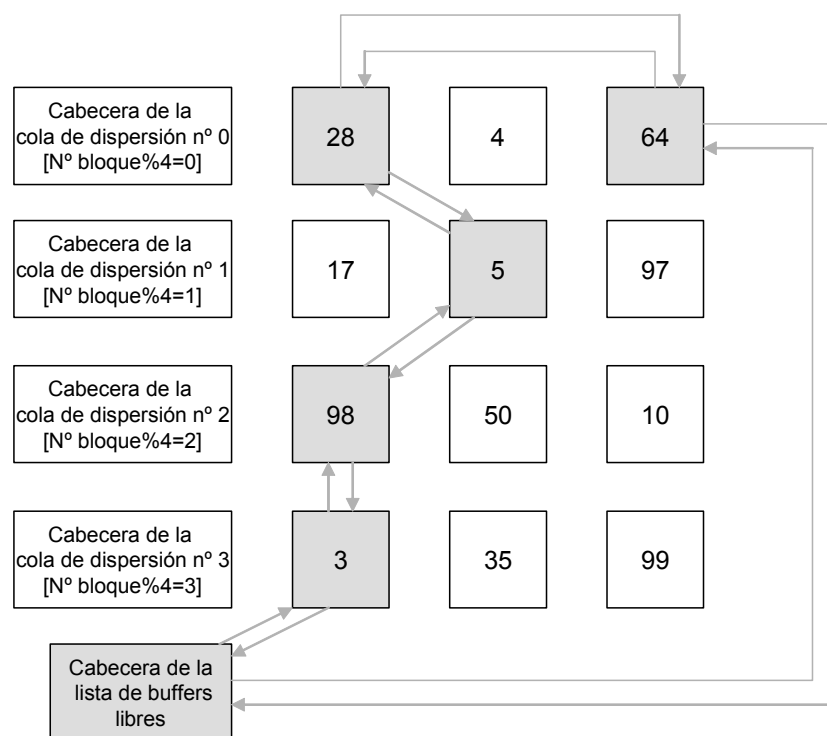 Cabecera de la
cola de dispersión nº 0
[Nº bloque%4=0]
28
4
64
Cabecera de la
cola de dispersión nº 1
[Nº bloque%4=1]
17
5
97
Cabecera de la
cola de dispersión nº 2
[Nº bloque%4=2]
98
50
10
Cabecera de la
cola de dispersión nº 3
[Nº bloque%4=3]
3
35
99
Cabecera de la
lista de buffers
libres